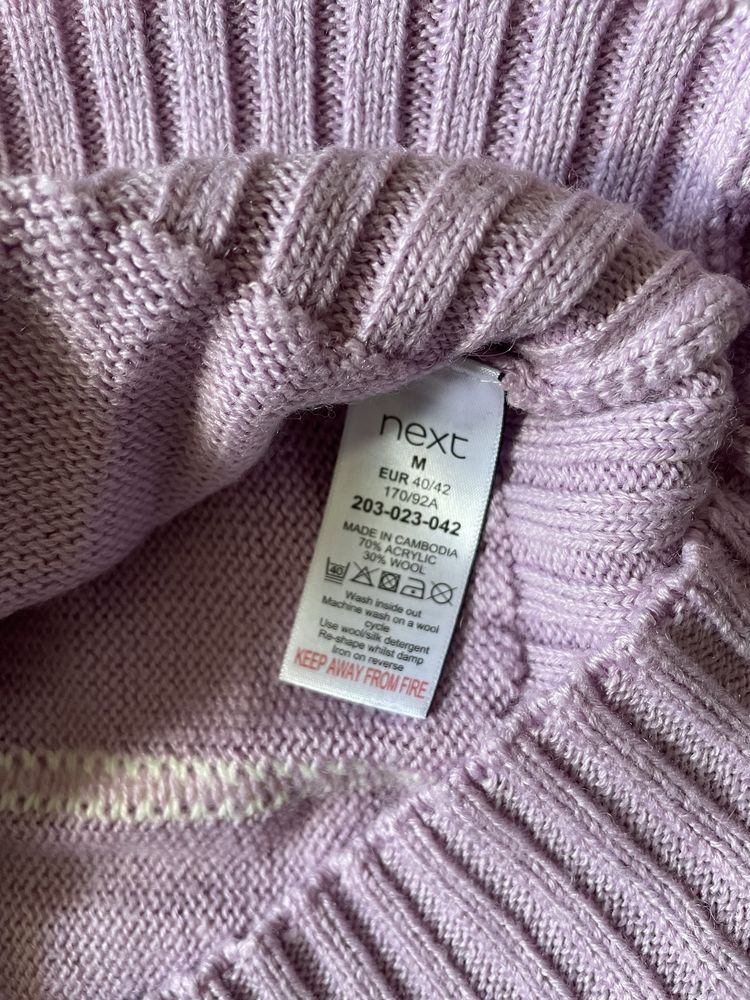 next
M
EUR 40/42
170/92A
203-023-042
MADE IN CAMBODIA
70% ACRYLIC
30% WOOL
40
Wash inside out
Machine wash on a wool
cycle
Use wool/silk detergent
Re-shape whilst damp
Iron on reverse
KEEP AWAY FROM FIRE